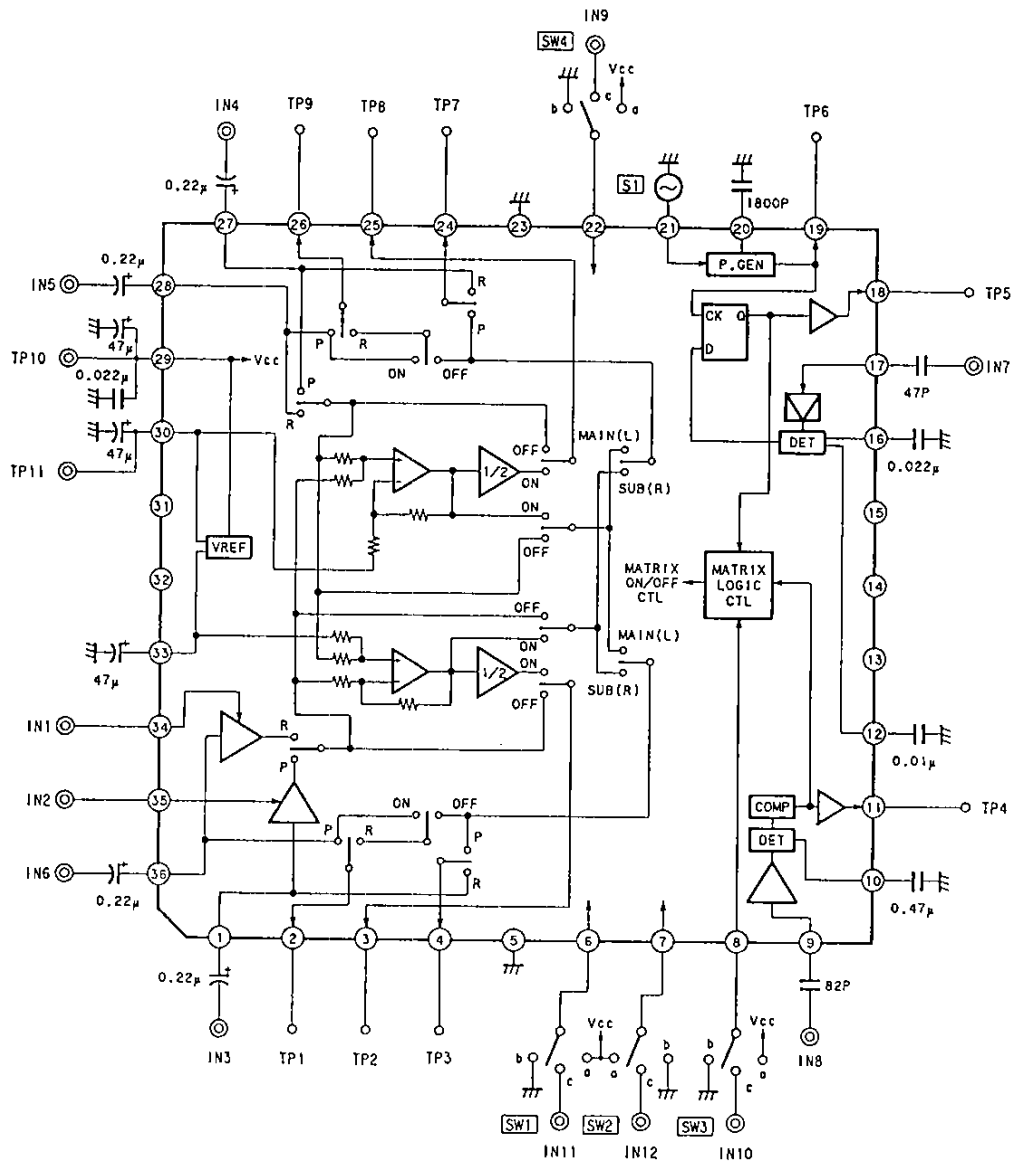 IN9
SW4
Vcc
b
c
a
IN4
TP9
TP8
TP7
TP6
0.22μ
+
S1
1800P
27
26
25
24
23
22
21
20
19
P.GEN
0.22μ
+
IN5
28
R
P
18
TP5
CK
Q
D
47μ
+
TP10
29
Vcc
P
R
ON
OFF
17
IN7
47P
0.022μ
P
R
47μ
+
30
DET
16
0.022μ
TP11
OFF
MAIN(L)
1/2
ON
SUB(R)
31
15
ON
OFF
VREF
32
MATRIX
ON/OFF
CTL
MATRIX
LOGIC
CTL
14
OFF
MAIN(L)
ON
33
+
47μ
13
1/2
ON
SUB(R)
OFF
IN1
34
R
12
0.01μ
P
IN2
35
ON
OFF
COMP
11
TP4
P
R
P
DET
IN6
+
36
0.22μ
R
10
0.47μ
1
2
3
4
5
6
7
8
9
0.22μ
+
82P
IN3
TP1
TP2
TP3
Vcc
Vcc
b
a
a
b
b
a
c
c
c
IN8
SW1
SW2
SW3
IN11
IN12
IN10